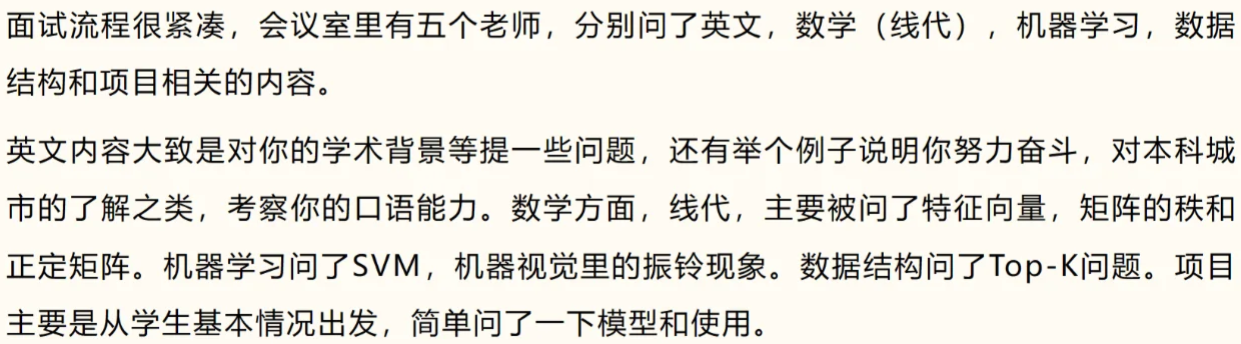 面试流程很紧凑，会议室里有五个老师，分别问了英文，数学（线代），机器学习，数据
结构和项目相关的内容。
英文内容大致是对你的学术背景等提一些问题，还有举个例子说明你努力奋斗，对本科城
市的了解之类，考察你的口语能力。数学方面，线代，主要被问了特征向量，矩阵的秩和
正定矩阵。机器学习问了SVM，机器视觉里的振铃现象。数据结构问了Top-K问题。项目
主要是从学生基本情况出发，简单问了一下模型和使用。